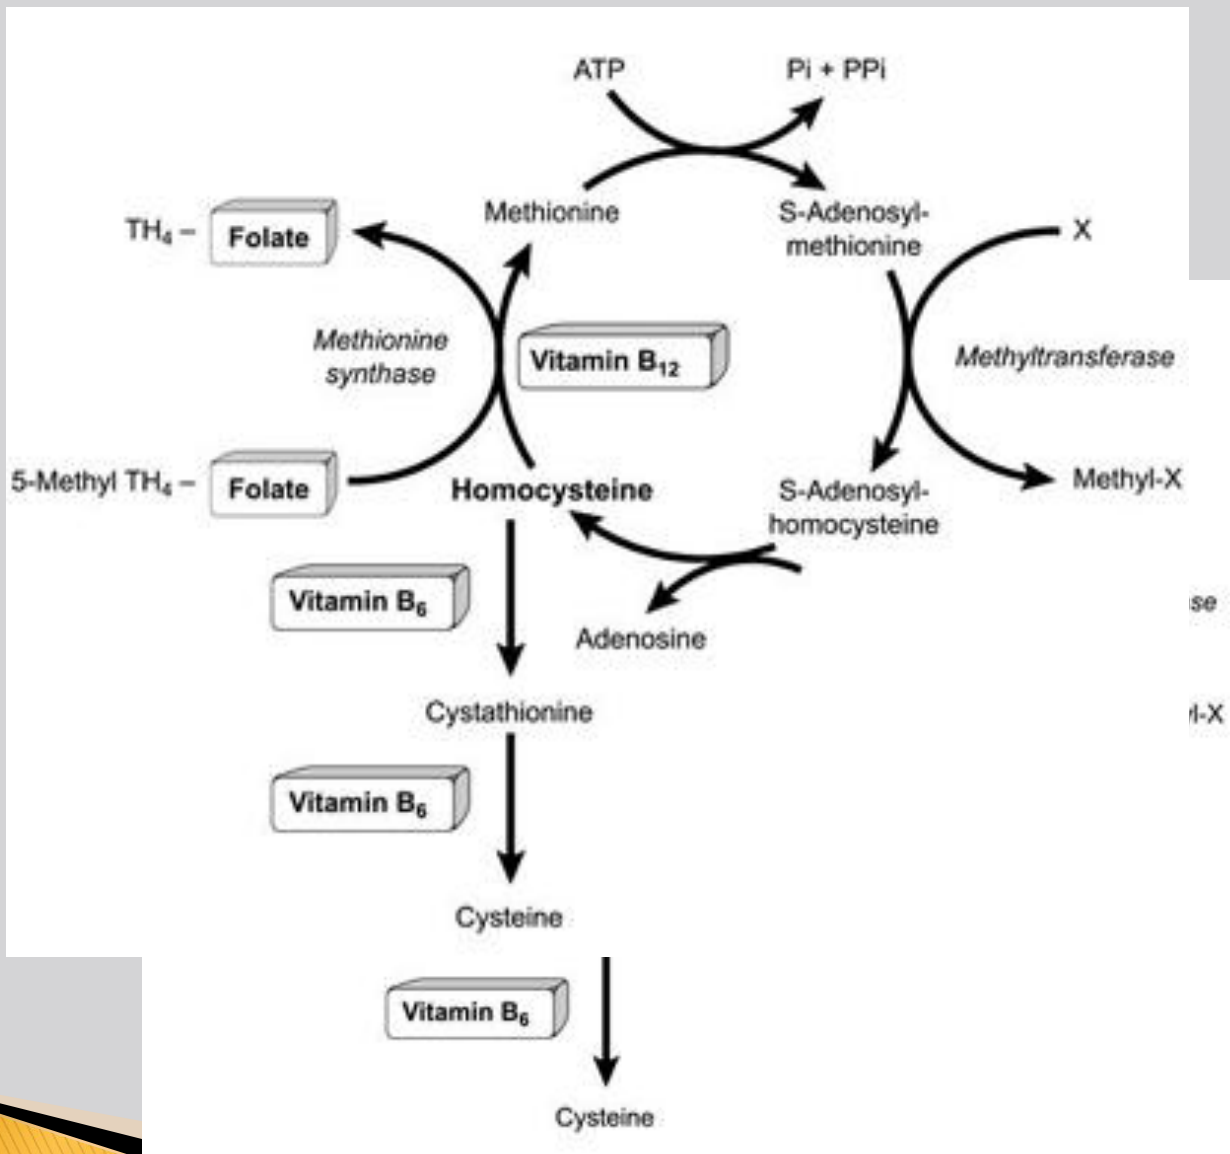 ATP
Pi + PPi
Methionine
S-Adenosyl-
methionine
X
TH₄ –
Folate
Methionine
synthase
Vitamin B₁₂
Methyltransferase
5-Methyl TH₄ –
Folate
Homocysteine
S-Adenosyl-
homocysteine
Methyl-X
Vitamin B₆
Adenosine
se
Cystathionine
l-X
Vitamin B₆
Cysteine
Vitamin B₆
Cysteine